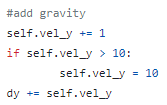 #add gravity
self.vel_y += 1
if self.vel_y > 10:
        self.vel_y = 10
dy += self.vel_y